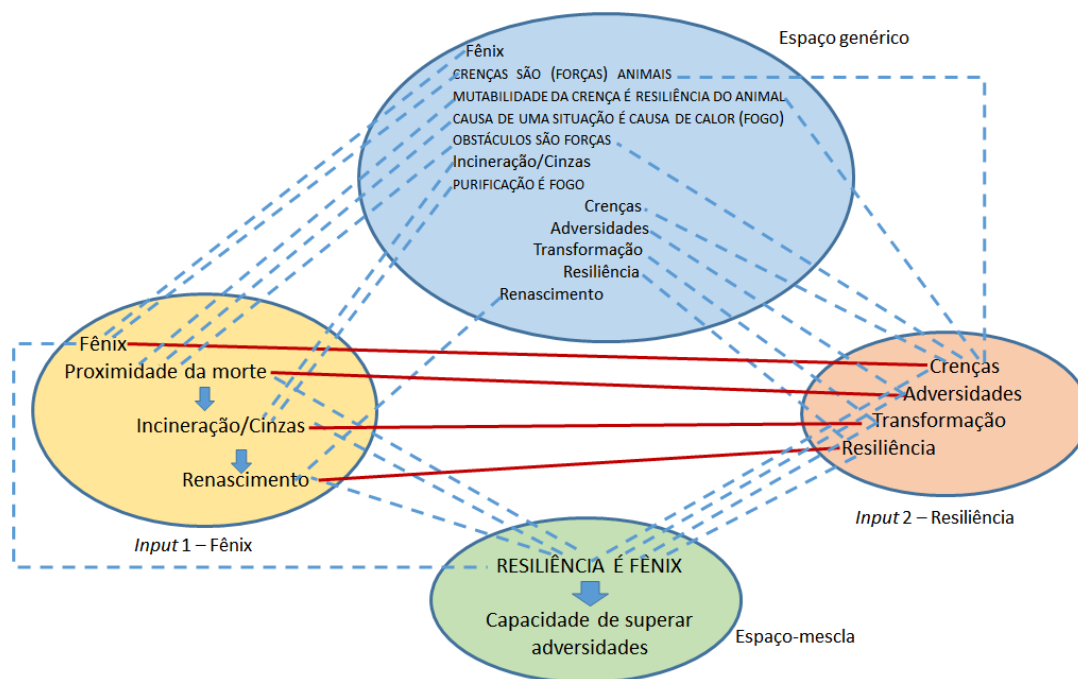 Espaço genérico
Fênix
CRENÇAS SÃO (FORÇAS) ANIMAIS
MUTABILIDADE DA CRENÇA É RESILIÊNCIA DO ANIMAL
CAUSA DE UMA SITUAÇÃO É CAUSA DE CALOR (FOGO)
OBSTÁCULOS SÃO FORÇAS
Incineração/Cinzas
PURIFICAÇÃO É FOGO
Crenças
Adversidades
Transformação
Resiliência
Renascimento
Fênix
Proximidade da morte
Incineração/Cinzas
Renascimento
Input 1 – Fênix
Crenças
Adversidades
Transformação
Resiliência
Input 2 – Resiliência
RESILIÊNCIA É FÊNIX
Capacidade de superar
adversidades
Espaço-mescla